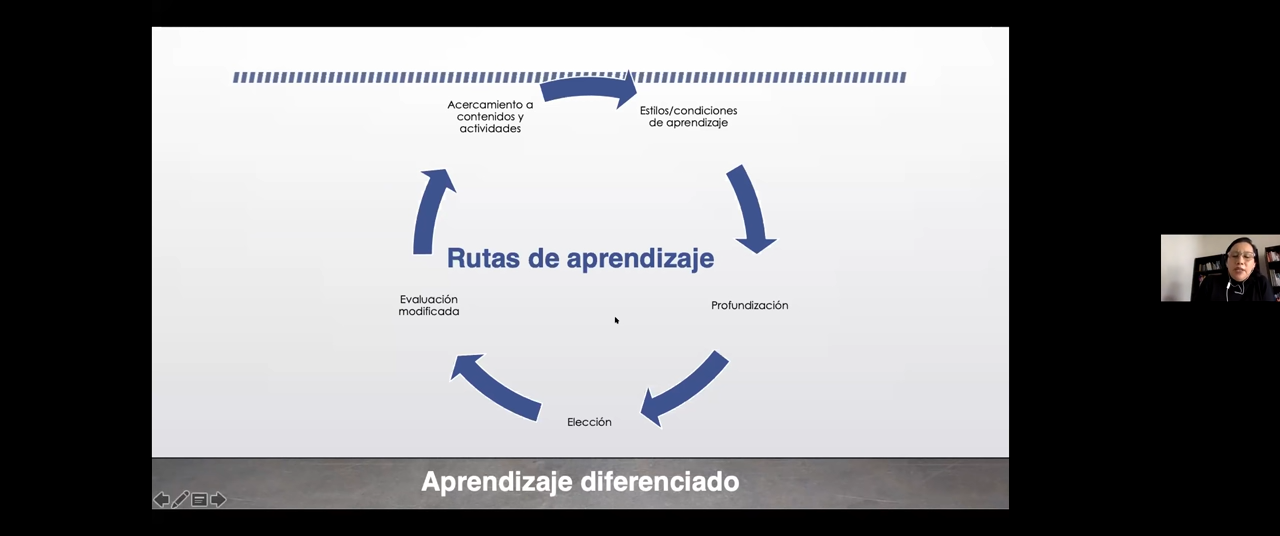 Acercamiento a
contenidos y
actividades
Estilos/condiciones
de aprendizaje
Rutas de aprendizaje
Evaluación
modificada
Profundización
Elección
Aprendizaje diferenciado